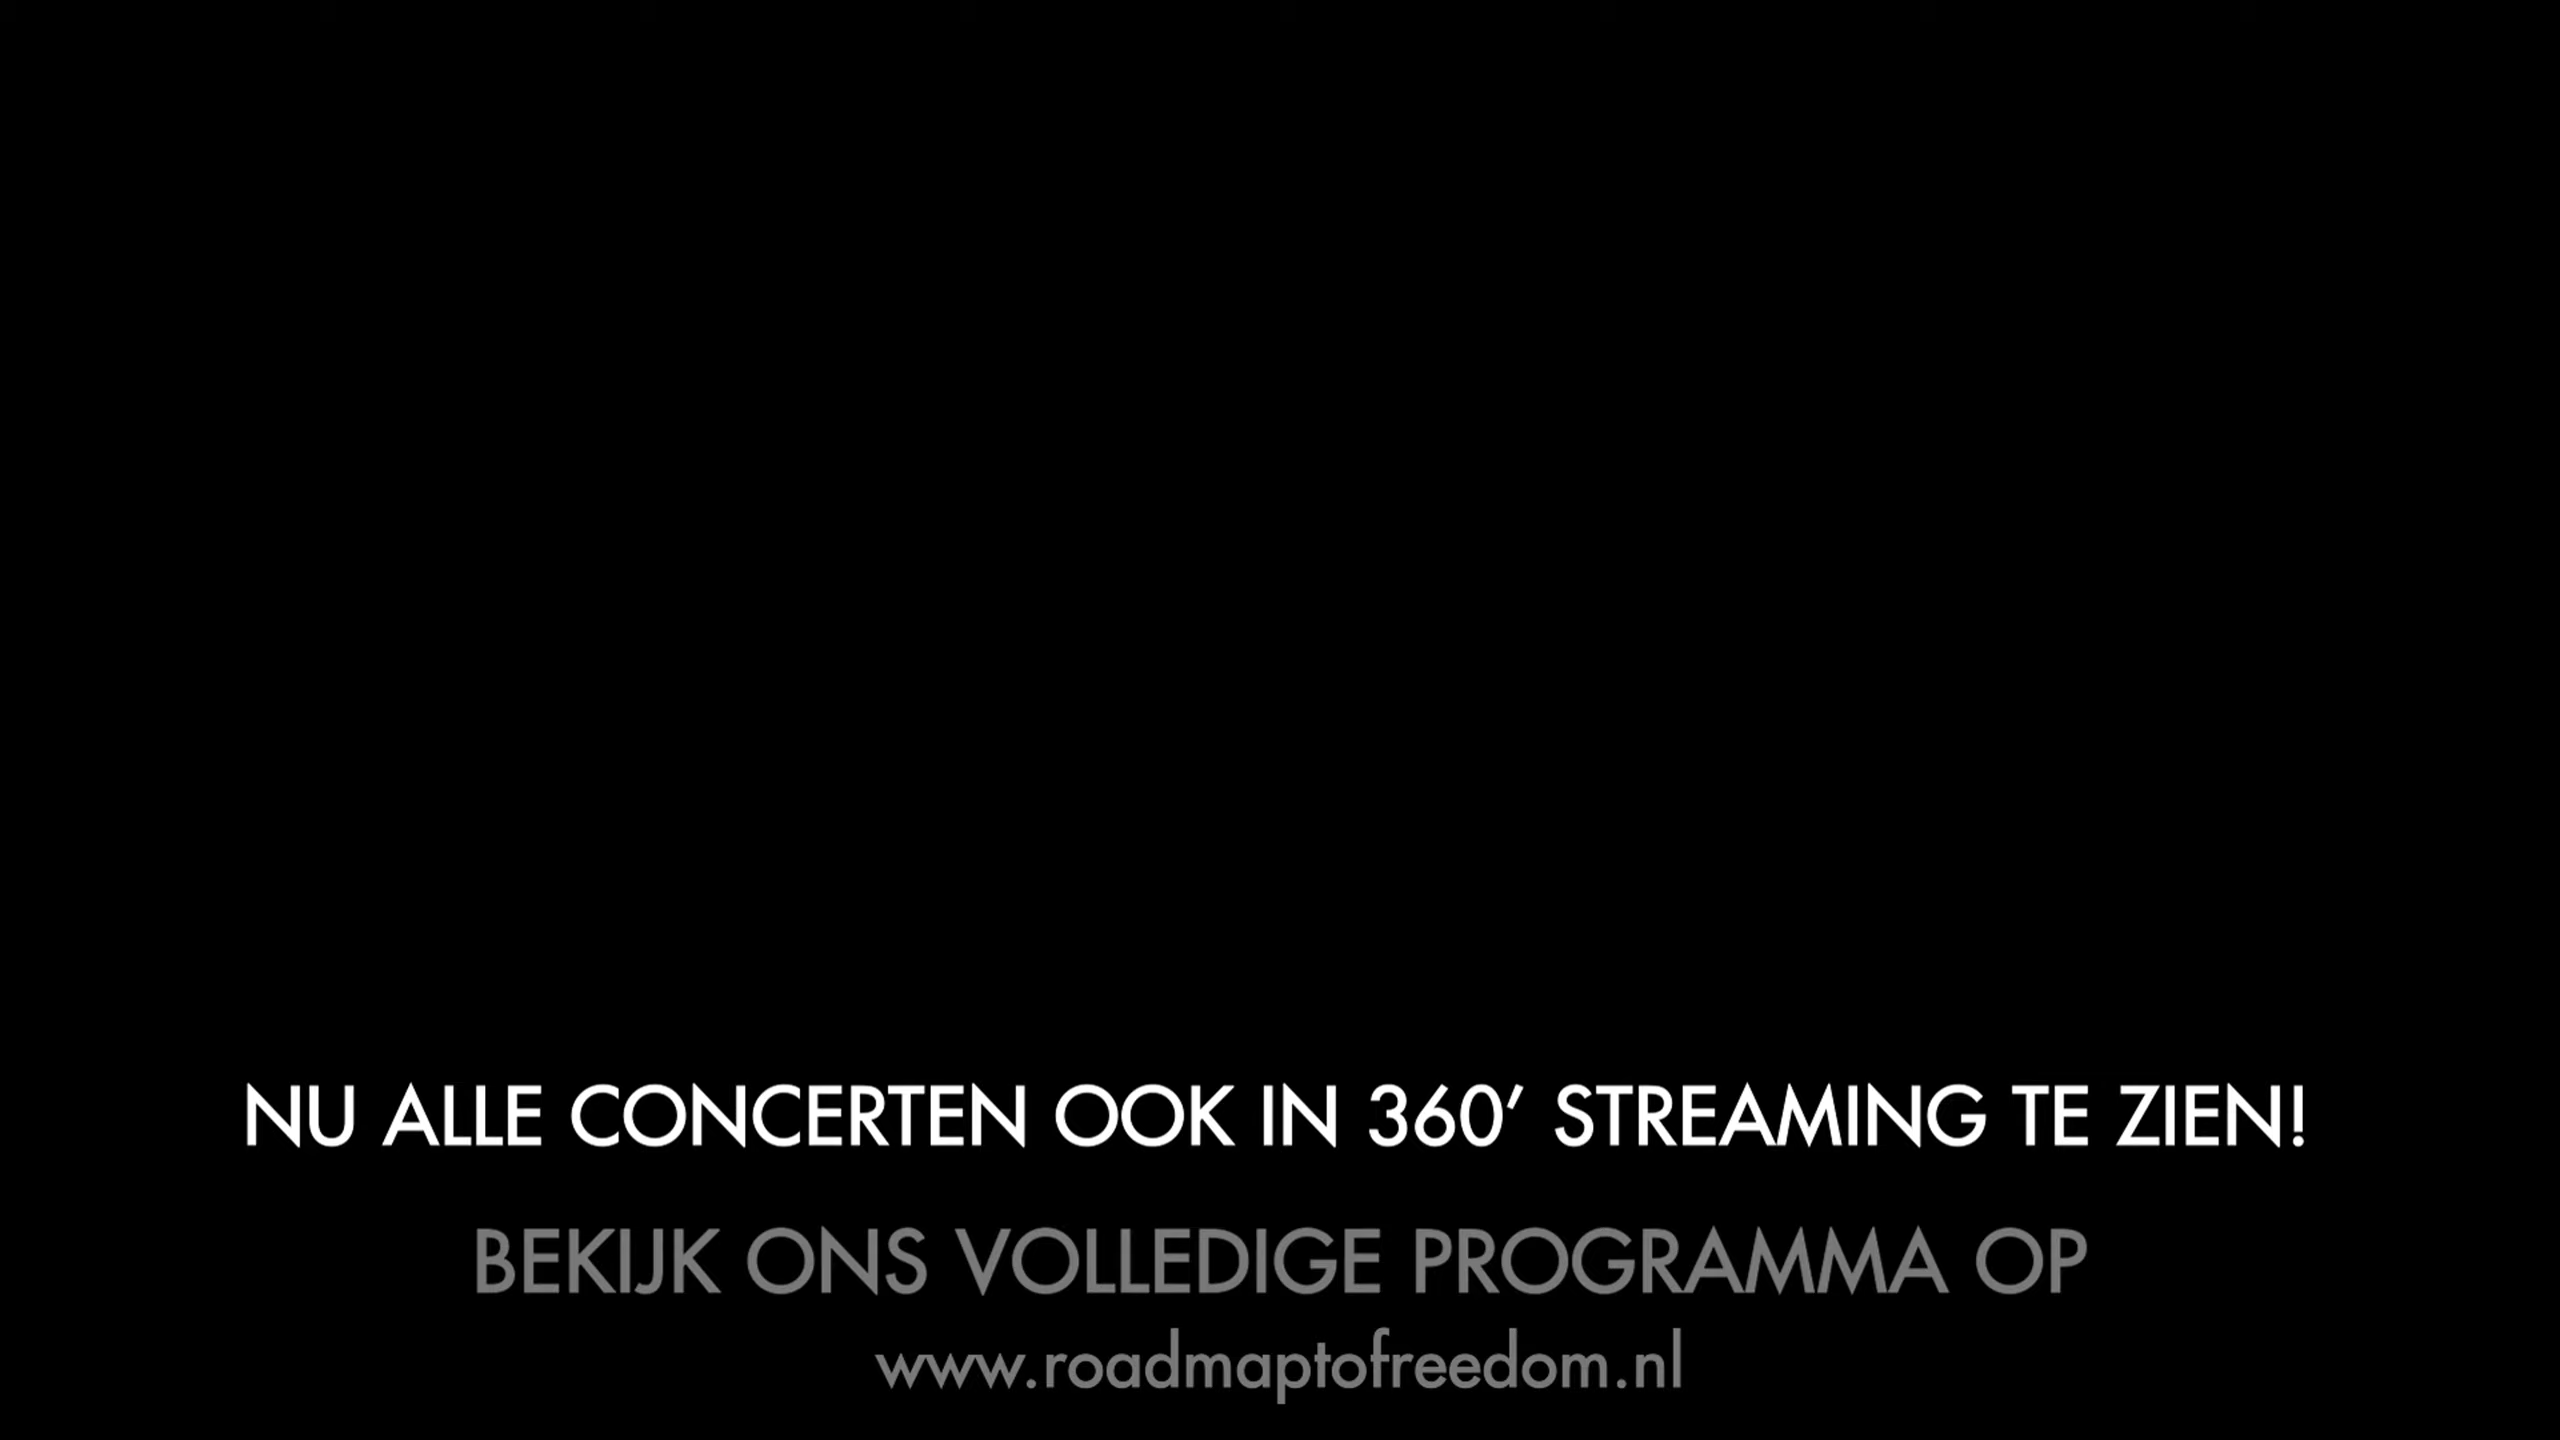 NU ALLE CONCERTEN OOK IN 360’ STREAMING TE ZIEN!
BEKIJK ONS VOLLEDIGE PROGRAMMA OP
www.roadmaptofreedom.nl